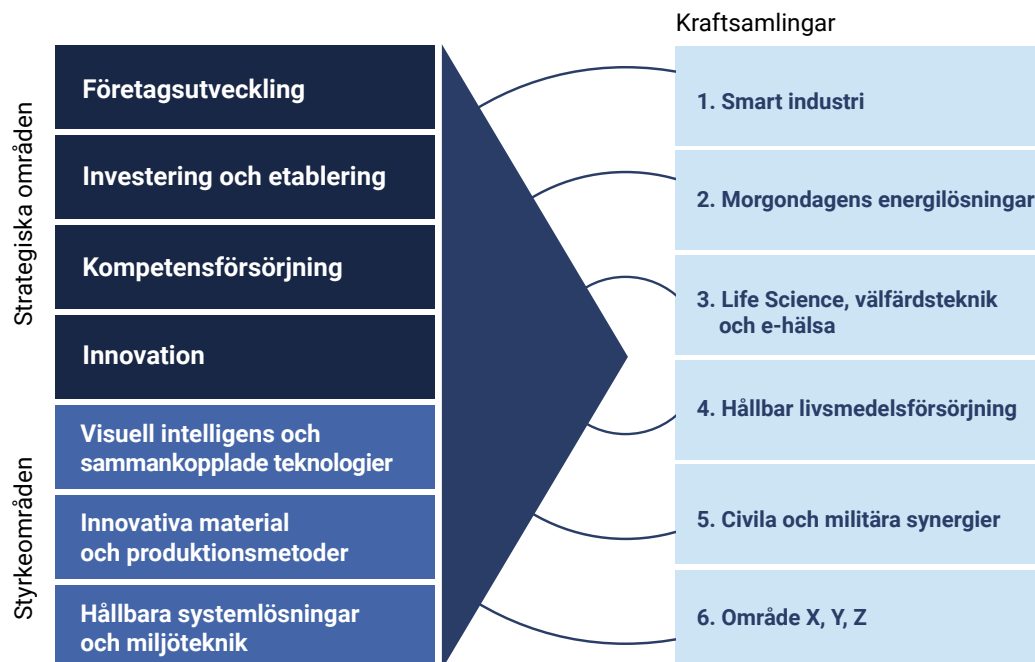 Strategiska områden
Företagsutveckling
Investering och etablering
Kompetensförsörjning
Innovation
Styrkeområden
Visuell intelligens och
sammankopplade teknologier
Innovativa material
och produktionsmetoder
Hållbara systemlösningar
och miljöteknik
Kraftsamlingar
1. Smart industri
2. Morgondagens energilösningar
3. Life Science, välfärdsteknik
och e-hälsa
4. Hållbar livsmedelsförsörjning
5. Civila och militära synergier
6. Område X, Y, Z